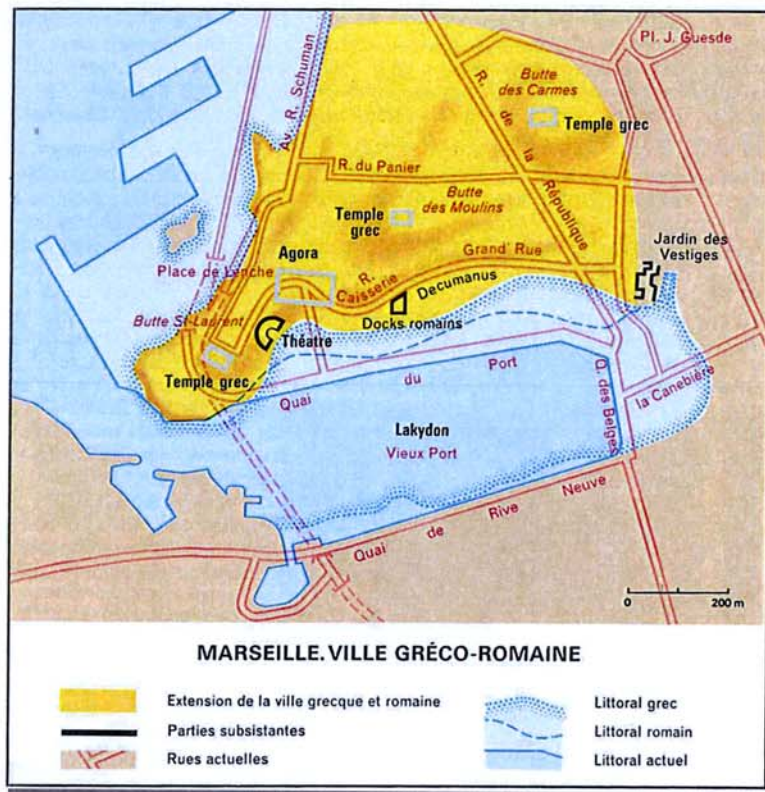 Pl. J. Guesde
Av. R. Schuman
R. de la République
Butte
des Carmes
Temple grec
R. du Panier
Butte
des Moulins
Temple
grec
Jardin des
Vestiges
Agora
Grand' Rue
Place de Lenche
R. Caisserie
Decumanus
Butte St-Laurent
Docks romains
Théatre
Temple grec
Quai du Port
Q. des Belges
la Canebière
Lakydon
Vieux Port
Quai de Rive Neuve
0 200 m
MARSEILLE. VILLE GRÉCO-ROMAINE
Extension de la ville grecque et romaine
Parties subsistantes
Rues actuelles
Littoral grec
Littoral romain
Littoral actuel